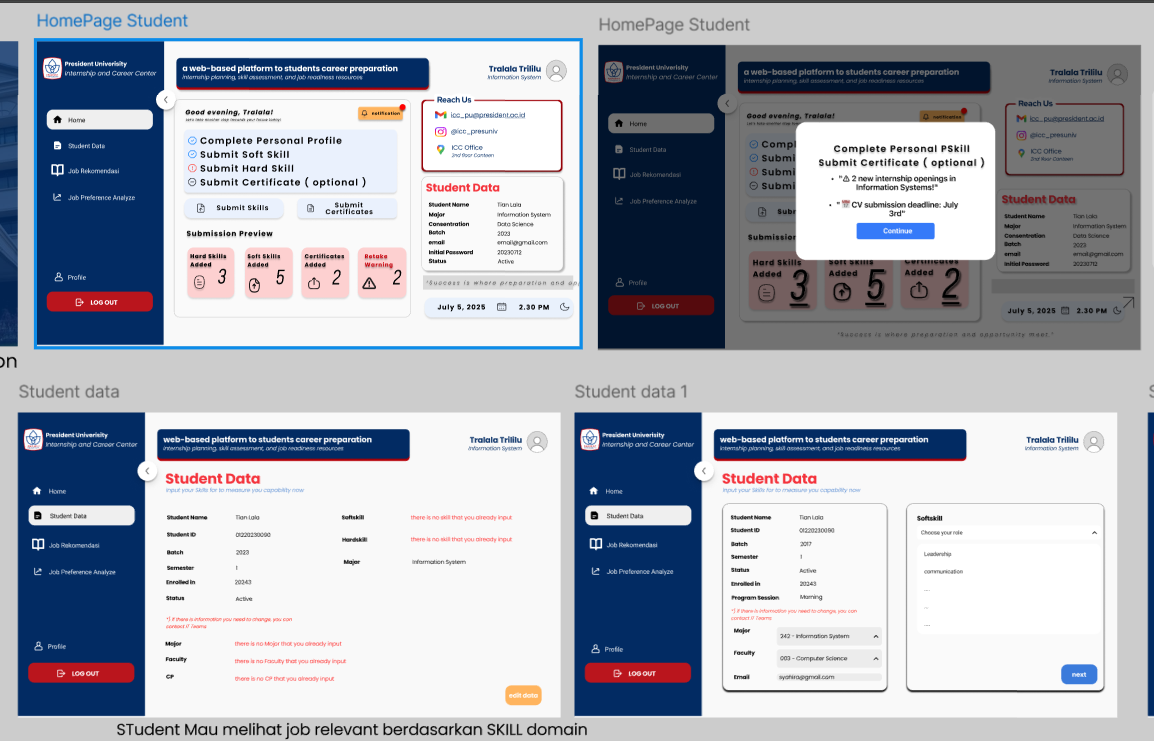 HomePage Student
President Univerisity
Internship and Career Center
a web-based platform to students career preparation
internship planning, skill assessment, and job readiness resources
Tralala Trililu
Information System
Home
Student Data
Job Rekomendasi
Job Preference Analyze
Profile
LOG OUT
Good evening, Tralala!
notification
Complete Personal Profile
Submit Soft Skill
Submit Hard Skill
Submit Certificate ( optional )
Submit Skills
Submit
Certificates
Submission Preview
Hard Skills
Added
3
Soft Skills
Added
5
Certificates
Added
2
Retake
Warning
2
Reach Us
icc_pu@president.ac.id
@icc_presuniv
ICC Office
2nd floor Canteen
Student Data
Student Name Tian Lala
Major Information System
Consentration Data Science
Batch 2023
email email@gmail.com
Initial Password 20230712
Status Active
"Success is where preparation and op
July 5, 2025 2.30 PM
HomePage Student
President Univerisity
Internship and Career Center
a web-based platform to students career preparation
internship planning, skill assessment, and job readiness resources
Tralala Trililu
Information System
Home
Student Data
Job Rekomendasi
Job Preference Analyze
Profile
LOG OUT
Good evening, Tralala!
notification
Compl
Submi
Submi
Submi
Subr
Submission
Hard Skills
Added
3
Soft Skills
Added
5
Certificates
Added
2
Complete Personal PSkill
Submit Certificate ( optional )
• "⚠ 2 new internship openings in
Information Systems!"
• "📅 CV submission deadline: July
3rd"
Continue
Reach Us
icc_pu@president.ac.id
@icc_presuniv
ICC Office
2nd floor Canteen
Student Data
Student Name Tian Lala
Major Information System
Consentration Data Science
Batch 2023
email email@gmail.com
Initial Password 20230712
July 5, 2025 2.30 PM
"Success is where preparation and opportunity meet."
on
Student data
President Univerisity
Internship and Career Center
web-based platform to students career preparation
internship planning, skill assessment, and job readiness resources
Tralala Trililu
Information System
Home
Student Data
Job Rekomendasi
Job Preference Analyze
Profile
LOG OUT
Student Data
Input your Skills for to measure you capability now
Student Name Tian Lala
Student ID 01220230090
Batch 2023
Semester 1
Enrolled in 20243
Status Active
Softskill there is no skill that you already input
Hardskill there is no skill that you already input
Major Information System
*) If there is information you need to change, you can
contact IT Teams
Major there is no Major that you already input
Faculty there is no Faculty that you already input
CP there is no CP that you already input
edit data
Student data 1
President Univerisity
Internship and Career Center
web-based platform to students career preparation
internship planning, skill assessment, and job readiness resources
Tralala Trililu
Information System
Home
Student Data
Job Rekomendasi
Job Preference Analyze
Profile
LOG OUT
Student Data
Input your Skills for to measure you capability now
Student Name Tian Lala
Student ID 01220230090
Batch 2017
Semester 1
Status Active
Enrolled in 20243
Program Session Morning
*) If there is information you need to change, you can
contact IT Teams
Major 242 - Information System
Faculty 003 - Computer Science
Email syahira@gmail.com
Softskill
Choose your role
Leadership
communication
...
...
....
next
STudent Mau melihat job relevant berdasarkan SKILL domain